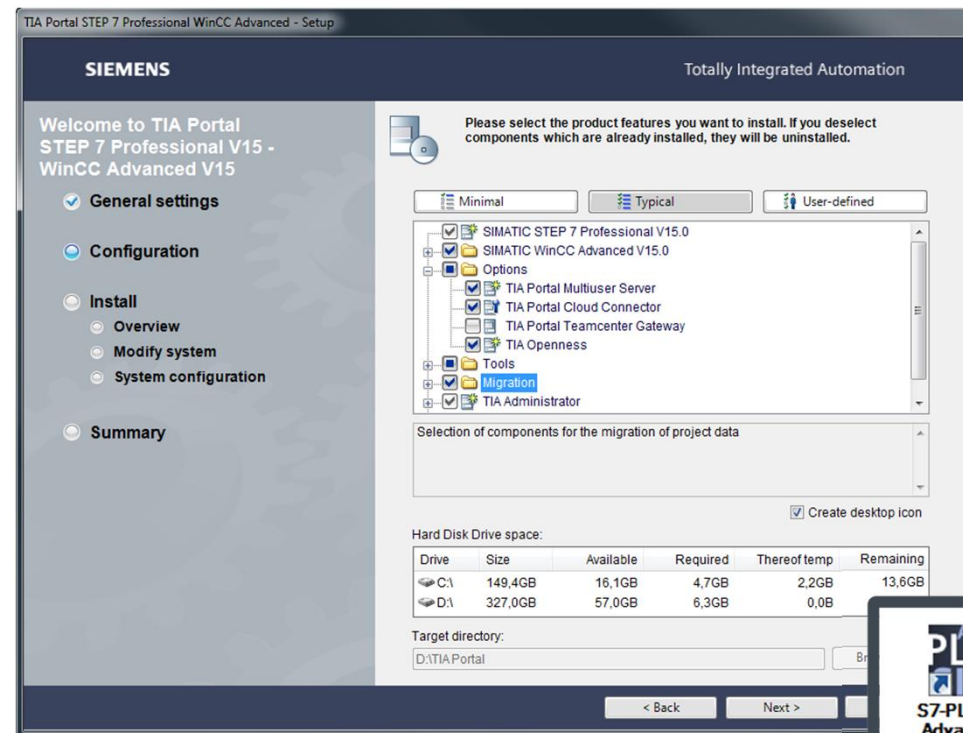 TIA Portal STEP 7 Professional WinCC Advanced - Setup
SIEMENS
Totally Integrated Automation
Welcome to TIA Portal
STEP 7 Professional V15 -
WinCC Advanced V15
General settings
Configuration
Install
Overview
Modify system
System configuration
Summary
Please select the product features you want to install. If you deselect
components which are already installed, they will be uninstalled.
Minimal Typical User-defined
SIMATIC STEP 7 Professional V15.0
SIMATIC WinCC Advanced V15.0
Options
TIA Portal Multiuser Server
TIA Portal Cloud Connector
TIA Portal Teamcenter Gateway
TIA Openness
Tools
Migration
TIA Administrator
Selection of components for the migration of project data
Create desktop icon
Hard Disk Drive space:
Drive Size Available Required Thereof temp Remaining
C:\ 149,4GB 16,1GB 4,7GB 2,2GB 13,6GB
D:\ 327,0GB 57,0GB 6,3GB 0,0B
Target directory:
D:\TIA Portal
< Back Next >